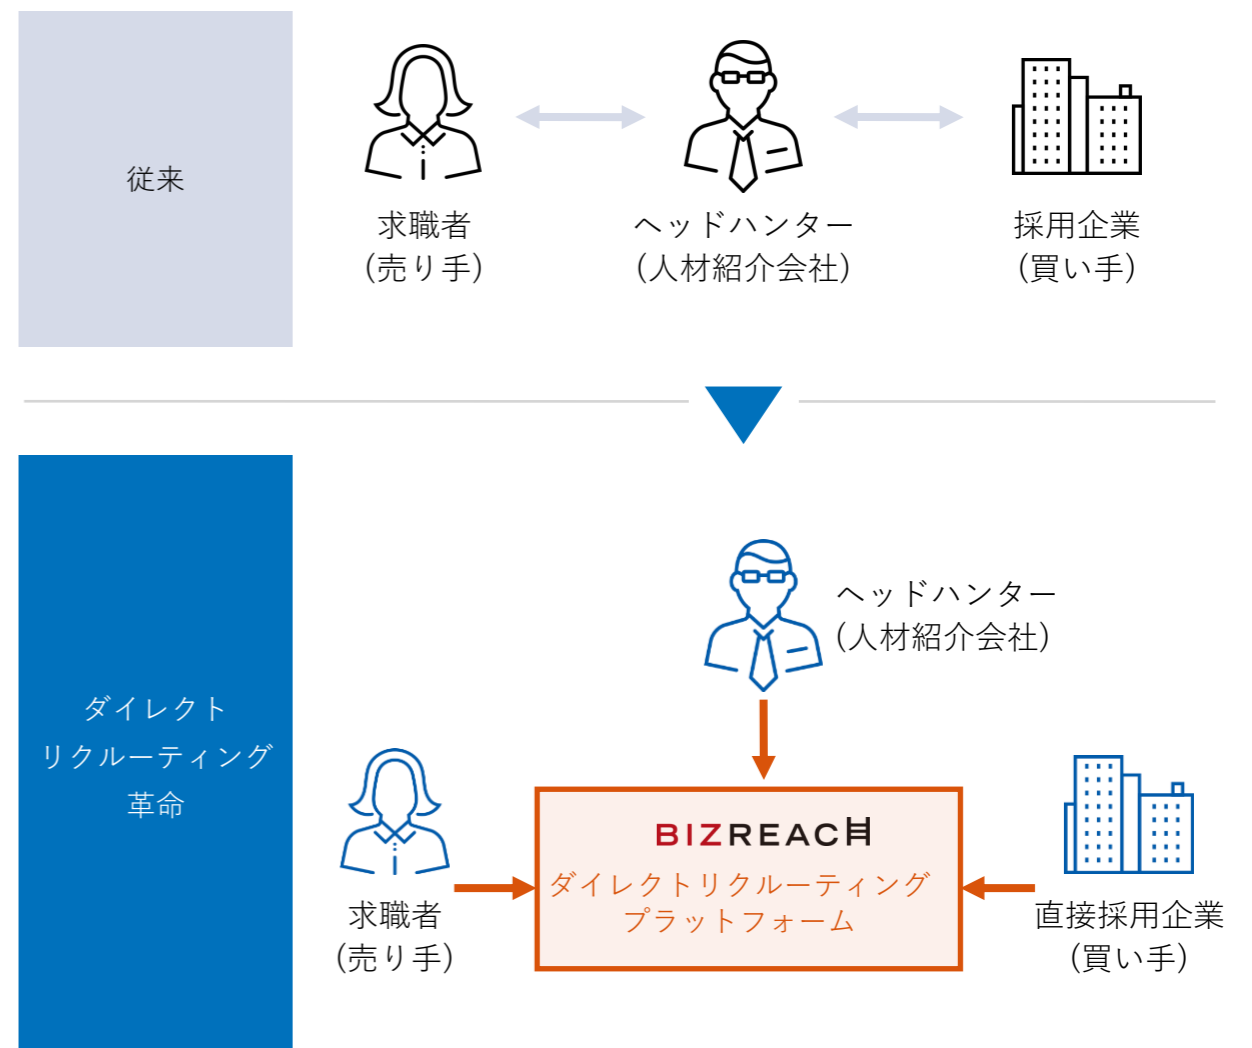 従来
求職者
(売り手)
ヘッドハンター
(人材紹介会社)
採用企業
(買い手)
ダイレクト
リクルーティング
革命
ヘッドハンター
(人材紹介会社)
求職者
(売り手)
BIZREACH
ダイレクトリクルーティング
プラットフォーム
直接採用企業
(買い手)